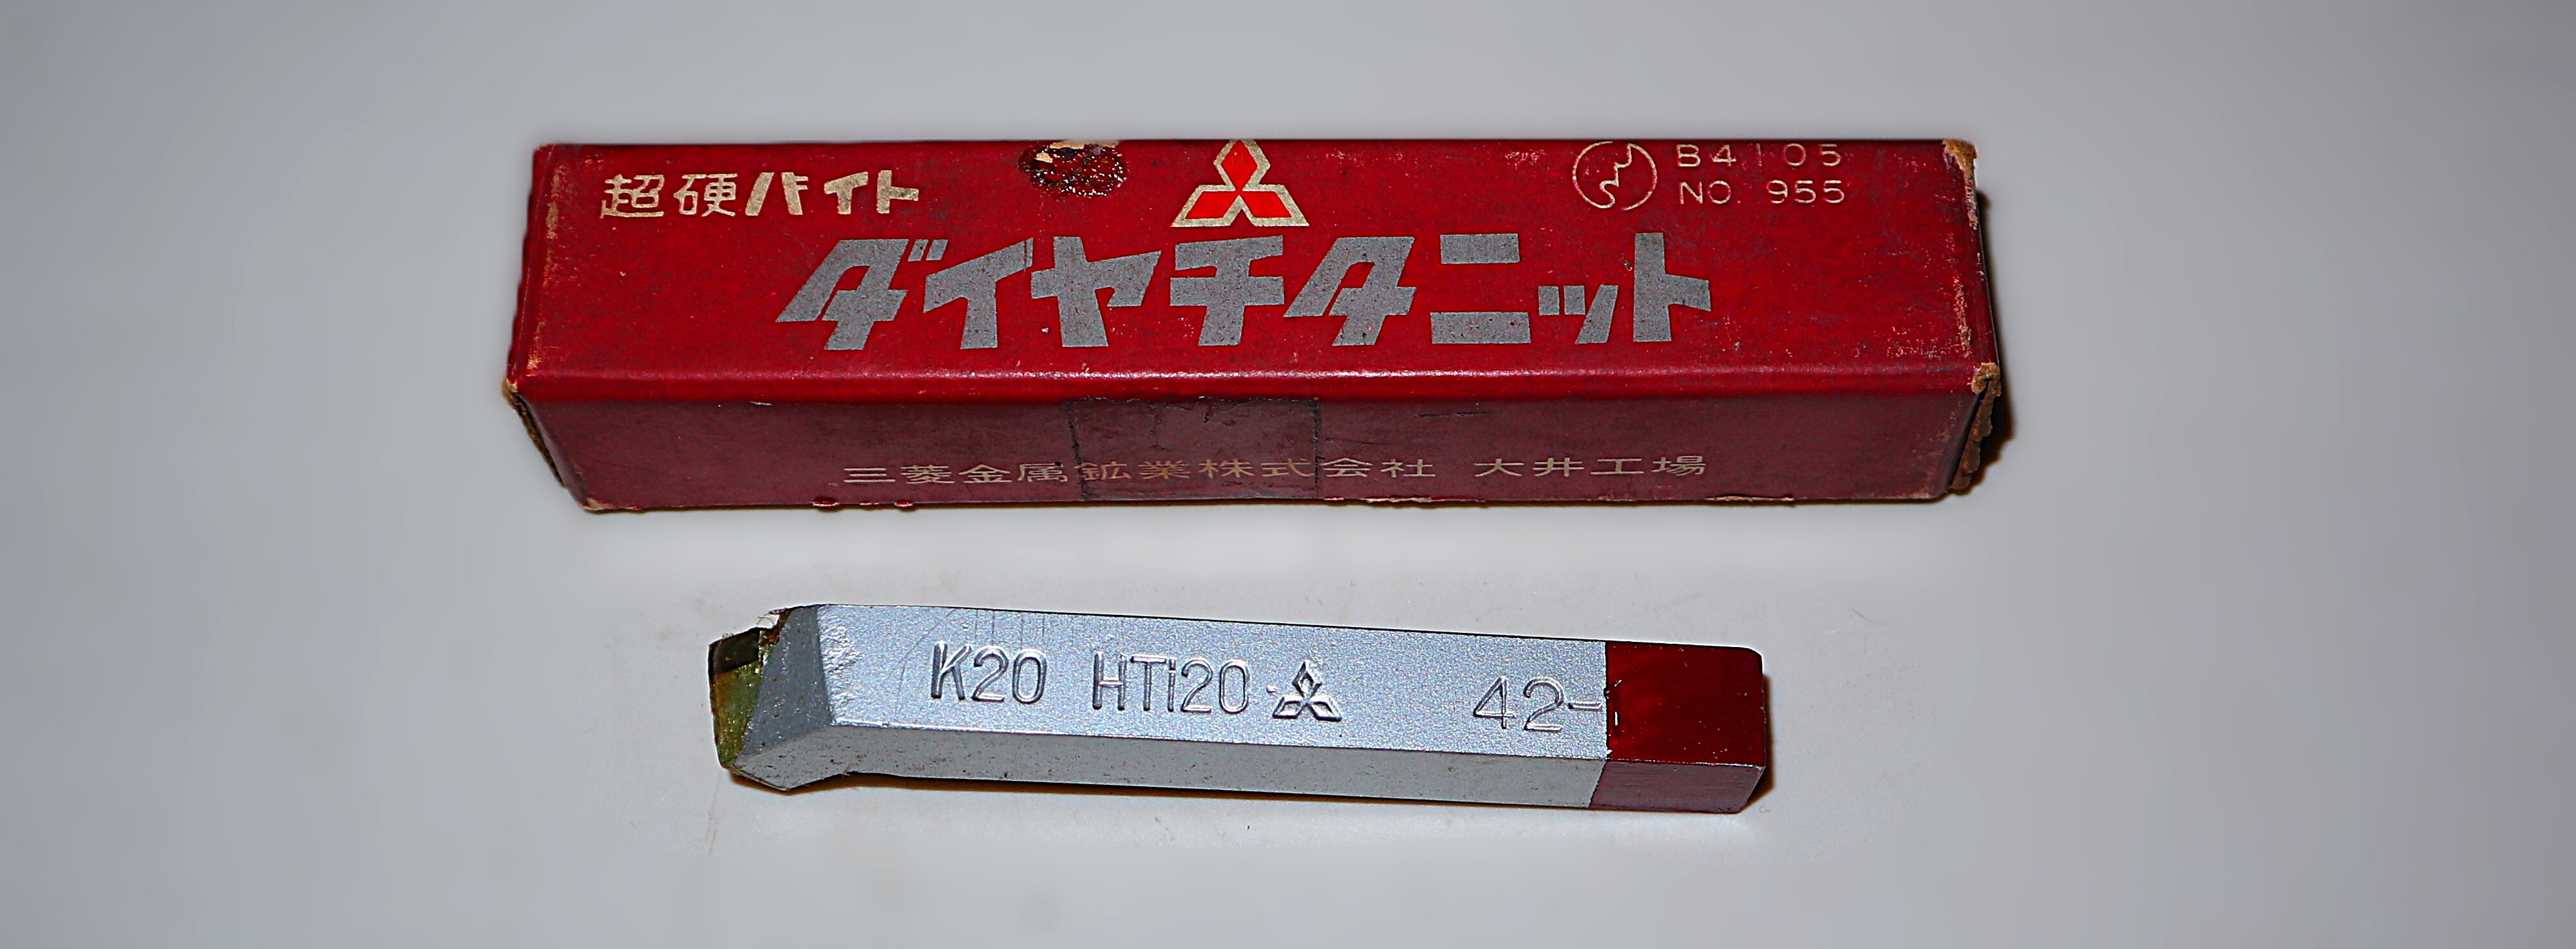 超硬バイト
B4105
NO. 955
ダイヤチタニット
三菱金属鉱業株式会社 大井工場
K20 HTi20
42-